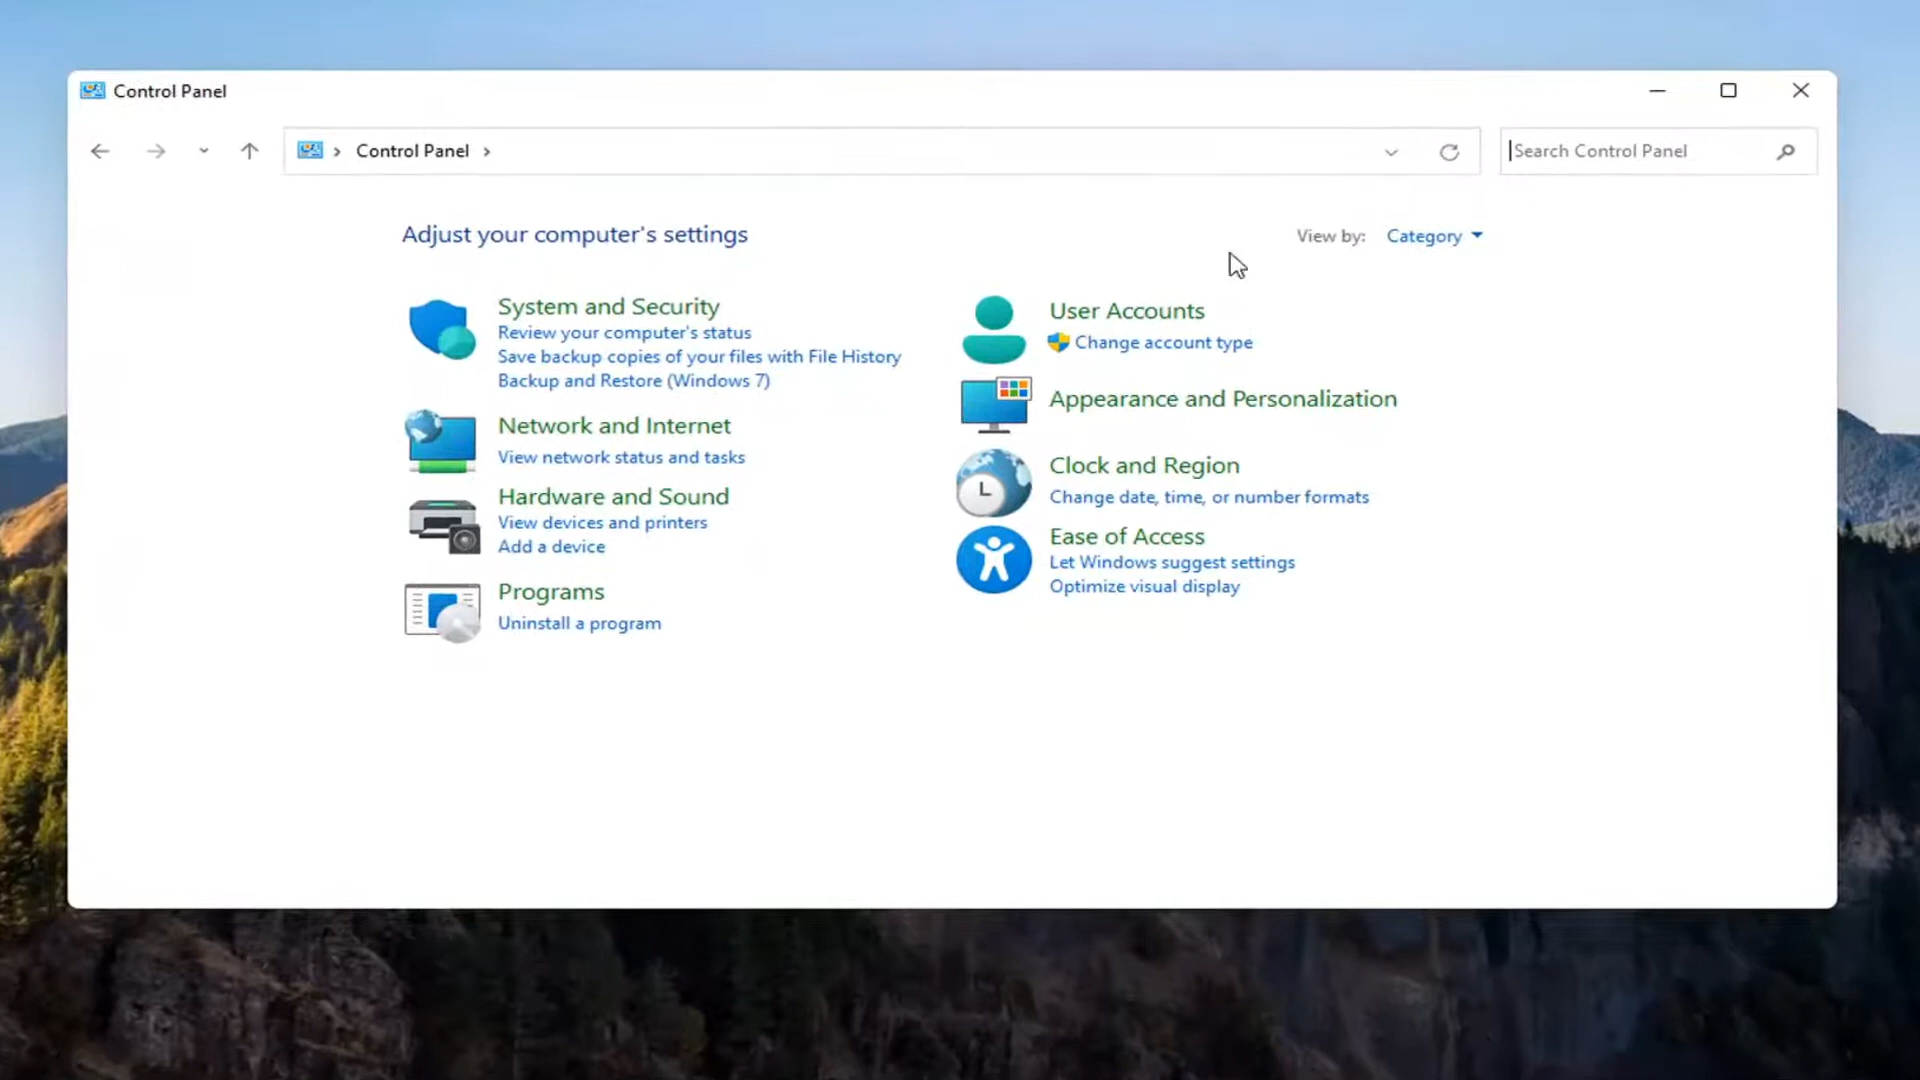 Control Panel
Control Panel
Search Control Panel
Adjust your computer's settings
View by: Category
System and Security
Review your computer's status
Save backup copies of your files with File History
Backup and Restore (Windows 7)
Network and Internet
View network status and tasks
Hardware and Sound
View devices and printers
Add a device
Programs
Uninstall a program
User Accounts
Change account type
Appearance and Personalization
Clock and Region
Change date, time, or number formats
Ease of Access
Let Windows suggest settings
Optimize visual display